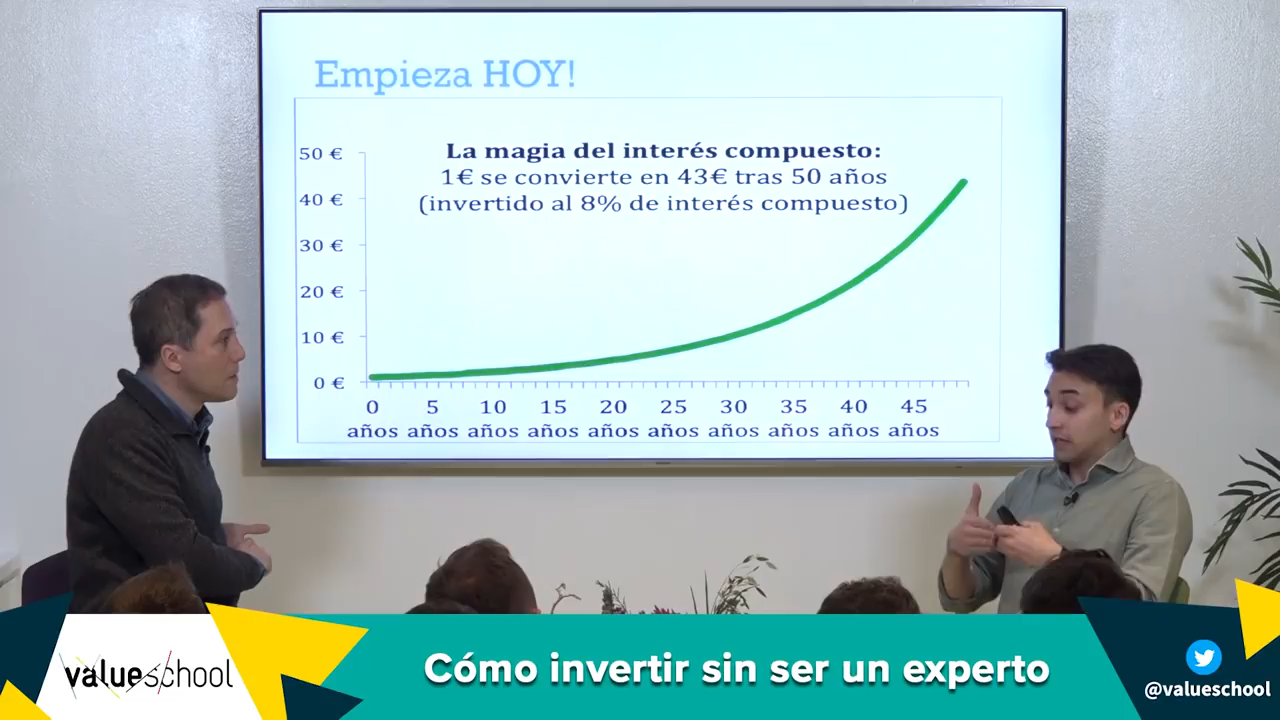 Empieza HOY!
La magia del interés compuesto:
1€ se convierte en 43€ tras 50 años
(invertido al 8% de interés compuesto)
50 €
40 €
30 €
20 €
10 €
0 €
0 5 10 15 20 25 30 35 40 45
años años años años años años años años años años
valueschool
Cómo invertir sin ser un experto
@valueschool